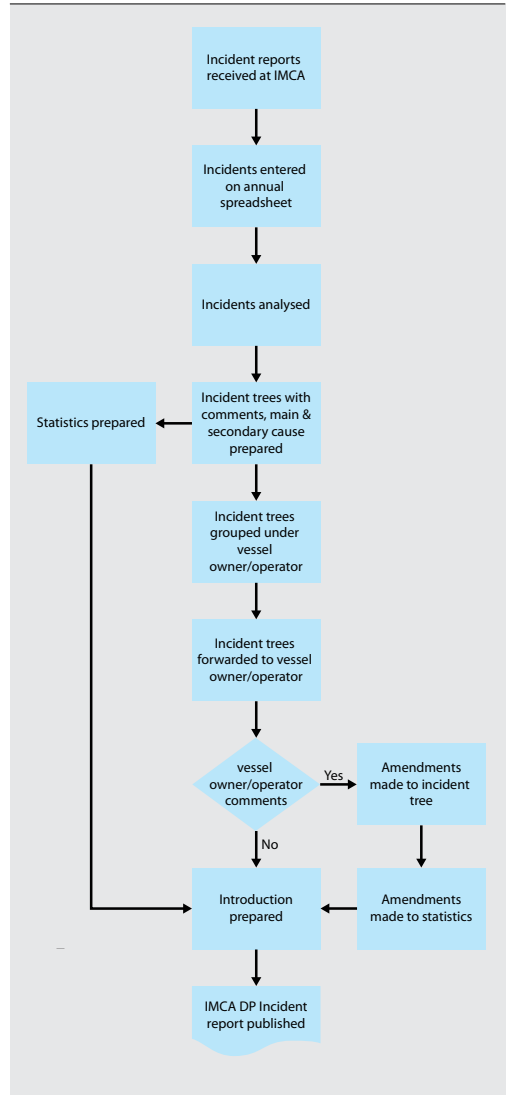 Incident reports
received at IMCA
Incidents entered
on annual
spreadsheet
Incidents analysed
Statistics prepared
Incident trees with
comments, main &
secondary cause
prepared
Incident trees
grouped under
vessel
owner/operator
Incident trees
forwarded to vessel
owner/operator
vessel
owner/operator
comments
Yes
Amendments
made to incident
tree
No
Introduction
prepared
Amendments
made to statistics
IMCA DP Incident
report published